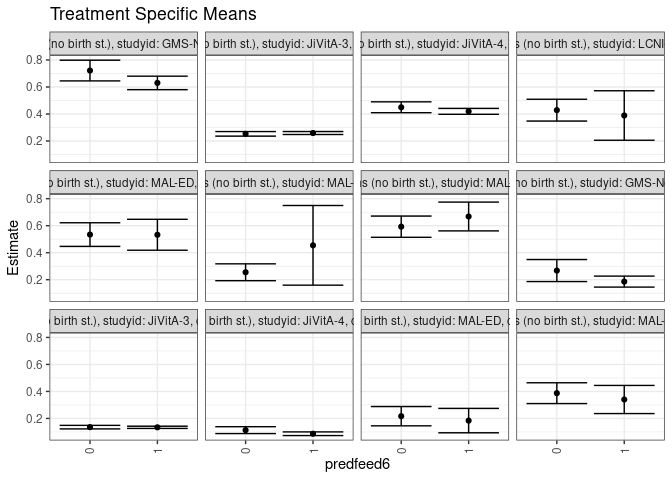 Treatment Specific Means
(no birth st.), studyid: GMS-N
birth st.), studyid: JiVitA-3,
birth st.), studyid: JiVitA-4,
(no birth st.), studyid: LCNI
0.8
0.6
0.4
0.2
birth st.), studyid: MAL-ED,
(no birth st.), studyid: MAL-
(no birth st.), studyid: MAL
no birth st.), studyid: GMS-N
0.8
0.6
0.4
0.2
Estimate
birth st.), studyid: JiVitA-3,
birth st.), studyid: JiVitA-4,
birth st.), studyid: MAL-ED,
(no birth st.), studyid: MAL-
0.8
0.6
0.4
0.2
0 1 0 1 0 1 0 1
predfeed6